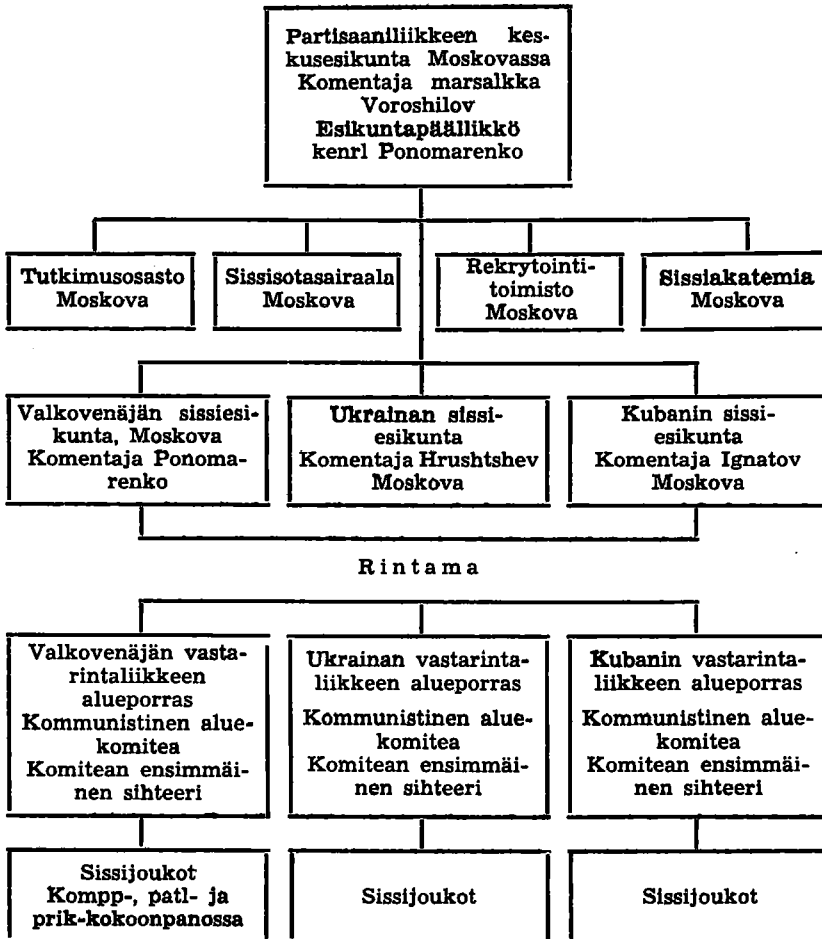 Partisaaniliikkeen kes-
kusesikunta Moskovassa
Komentaja marsalkka
Voroshilov
Esikuntapäällikkö
kenrl Ponomarenko
Tutkimusosasto
Moskova
Sissisotasairaala
Moskova
Rekrytointi-
toimisto
Moskova
Sissiakatemia
Moskova
Valkovenäjän sissiesi-
kunta, Moskova
Komentaja Ponoma-
renko
Ukrainan sissi-
esikunta
Komentaja Hrushtshev
Moskova
Kubanin sissi-
esikunta
Komentaja Ignatov
Moskova
Rintama
Valkovenäjän vasta-
rintaliikkeen
alueporras
Kommunistinen alue-
komitea
Komitean ensimmäi-
nen sihteeri
Ukrainan vastarinta-
liikkeen alueporras
Kommunistinen alue-
komitea
Komitean ensimmäi-
nen sihteeri
Kubanin vastarinta-
liikkeen alueporras
Kommunistinen alue-
komitea
Komitean ensimmäi-
nen sihteeri
Sissijoukot
Kompp-, patl- ja
prik-kokoonpanossa
Sissijoukot
Sissijoukot